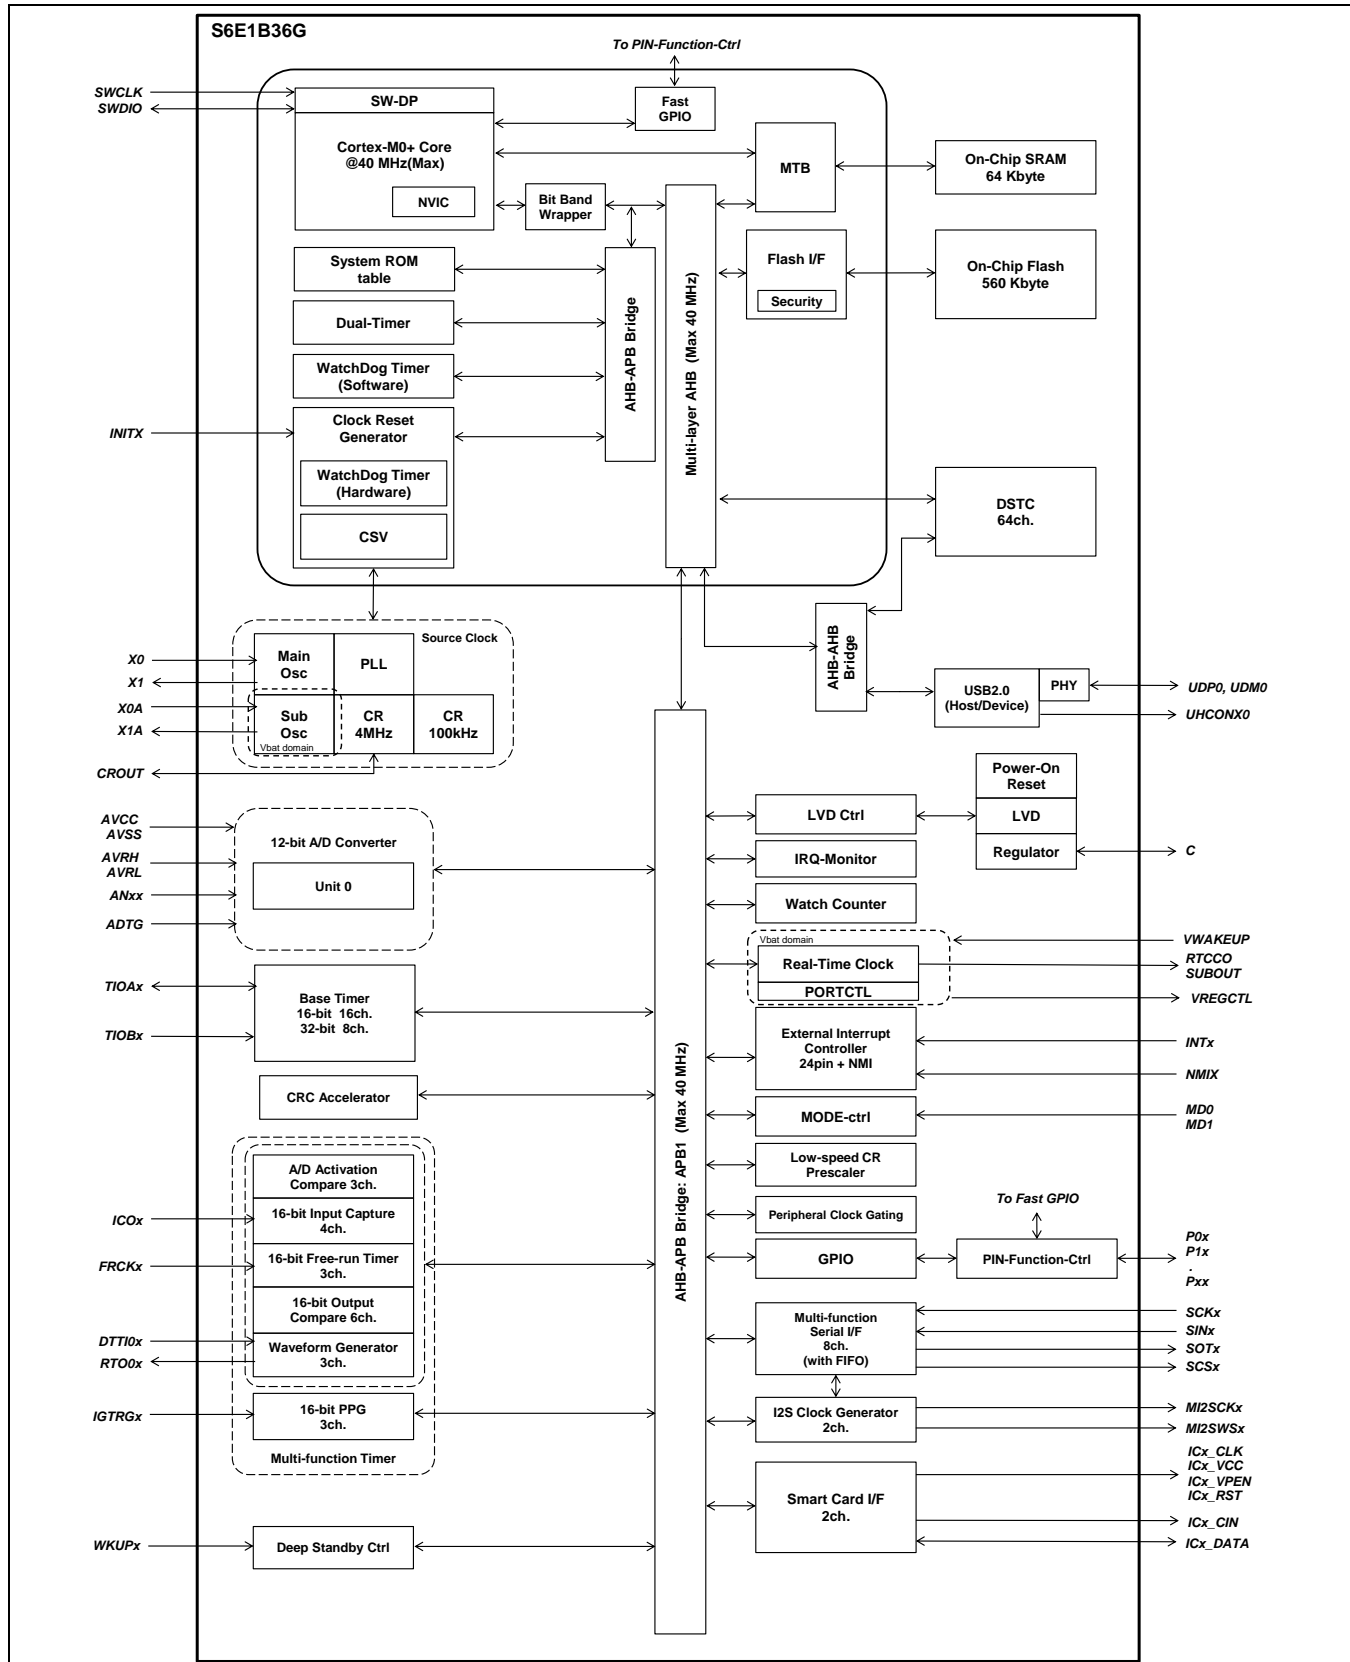 S6E1B36G
To PIN-Function-Ctrl
SWCLK
SWDIO
SW-DP
Cortex-M0+ Core
@40 MHz(Max)
NVIC
Fast
GPIO
Bit Band
Wrapper
MTB
On-Chip SRAM
64 Kbyte
Flash I/F
Security
On-Chip Flash
560 Kbyte
System ROM
table
Dual-Timer
WatchDog Timer
(Software)
INITX
Clock Reset
Generator
WatchDog Timer
(Hardware)
CSV
AHB-APB Bridge
Multi-layer AHB (Max 40 MHz)
DSTC
64ch.
AHB-AHB
Bridge
USB2.0
(Host/Device)
PHY
UDP0, UDM0
UHCONX0
Source Clock
X0
X1
X0A
X1A
CROUT
Main
Osc
PLL
Sub
Osc
Vbat domain
CR
4MHz
CR
100kHz
AHB-APB Bridge: APB1 (Max 40 MHz)
AVCC
AVSS
AVRH
AVRL
ANxx
ADTG
12-bit A/D Converter
Unit 0
TIOAx
TIOBx
Base Timer
16-bit 16ch.
32-bit 8ch.
CRC Accelerator
A/D Activation
Compare 3ch.
ICOx
16-bit Input Capture
4ch.
FRCKx
16-bit Free-run Timer
3ch.
16-bit Output
Compare 6ch.
DTTI0x
RTO0x
Waveform Generator
3ch.
IGTRGx
16-bit PPG
3ch.
Multi-function Timer
WKUPx
Deep Standby Ctrl
LVD Ctrl
Power-On
Reset
LVD
Regulator
C
IRQ-Monitor
Watch Counter
Vbat domain
Real-Time Clock
PORTCTL
VWAKEUP
RTCCO
SUBOUT
VREGCTL
External Interrupt
Controller
24pin + NMI
INTx
NMIX
MODE-ctrl
MD0
MD1
Low-speed CR
Prescaler
Peripheral Clock Gating
To Fast GPIO
GPIO
PIN-Function-Ctrl
P0x
P1x
.
Pxx
Multi-function
Serial I/F
8ch.
(with FIFO)
SCKx
SINx
SOTx
SCSx
I2S Clock Generator
2ch.
MI2SCKx
MI2SWSx
Smart Card I/F
2ch.
ICx_CLK
ICx_VCC
ICx_VPEN
ICx_RST
ICx_CIN
ICx_DATA